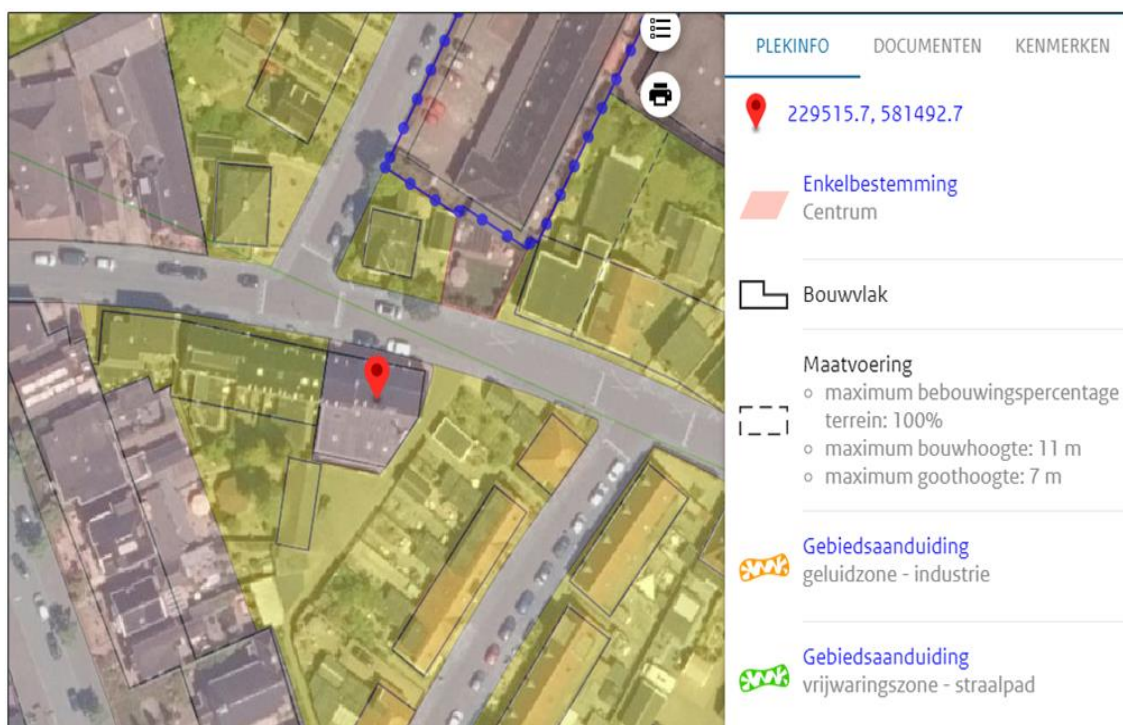 PLEKINFO DOCUMENTEN KENMERKEN
229515.7, 581492.7
Enkelbestemming
Centrum
Bouwvlak
Maatvoering
maximum bebouwingspercentage
terrein: 100%
maximum bouwhoogte: 11 m
maximum goothoogte: 7 m
Gebiedsaanduiding
geluidzone - industrie
Gebiedsaanduiding
vrijwaringszone - straalpad